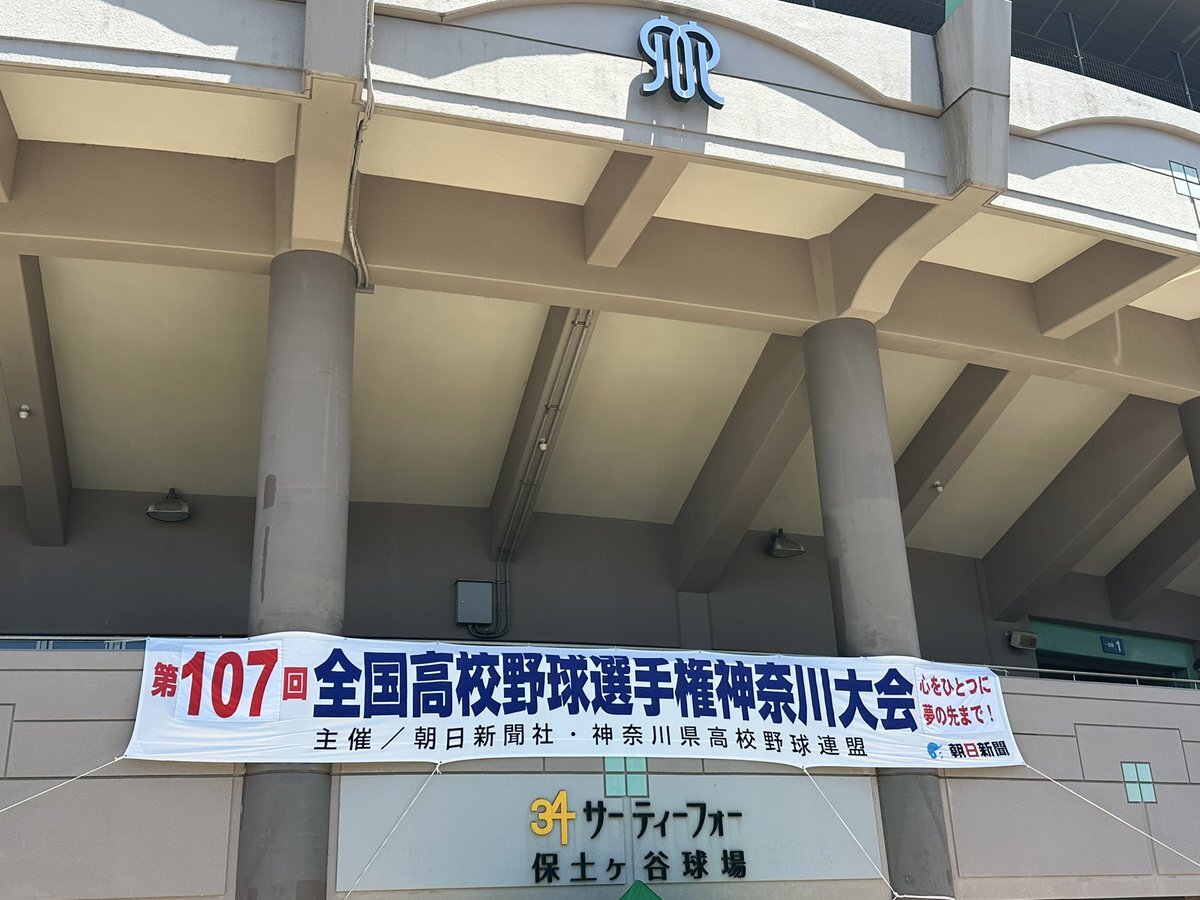 第107回 全国高校野球選手権神奈川大会
心をひとつに
夢の先まで！
主催／朝日新聞社・神奈川県高校野球連盟
朝日新聞
34 サーティーフォー
保土ヶ谷球場
1